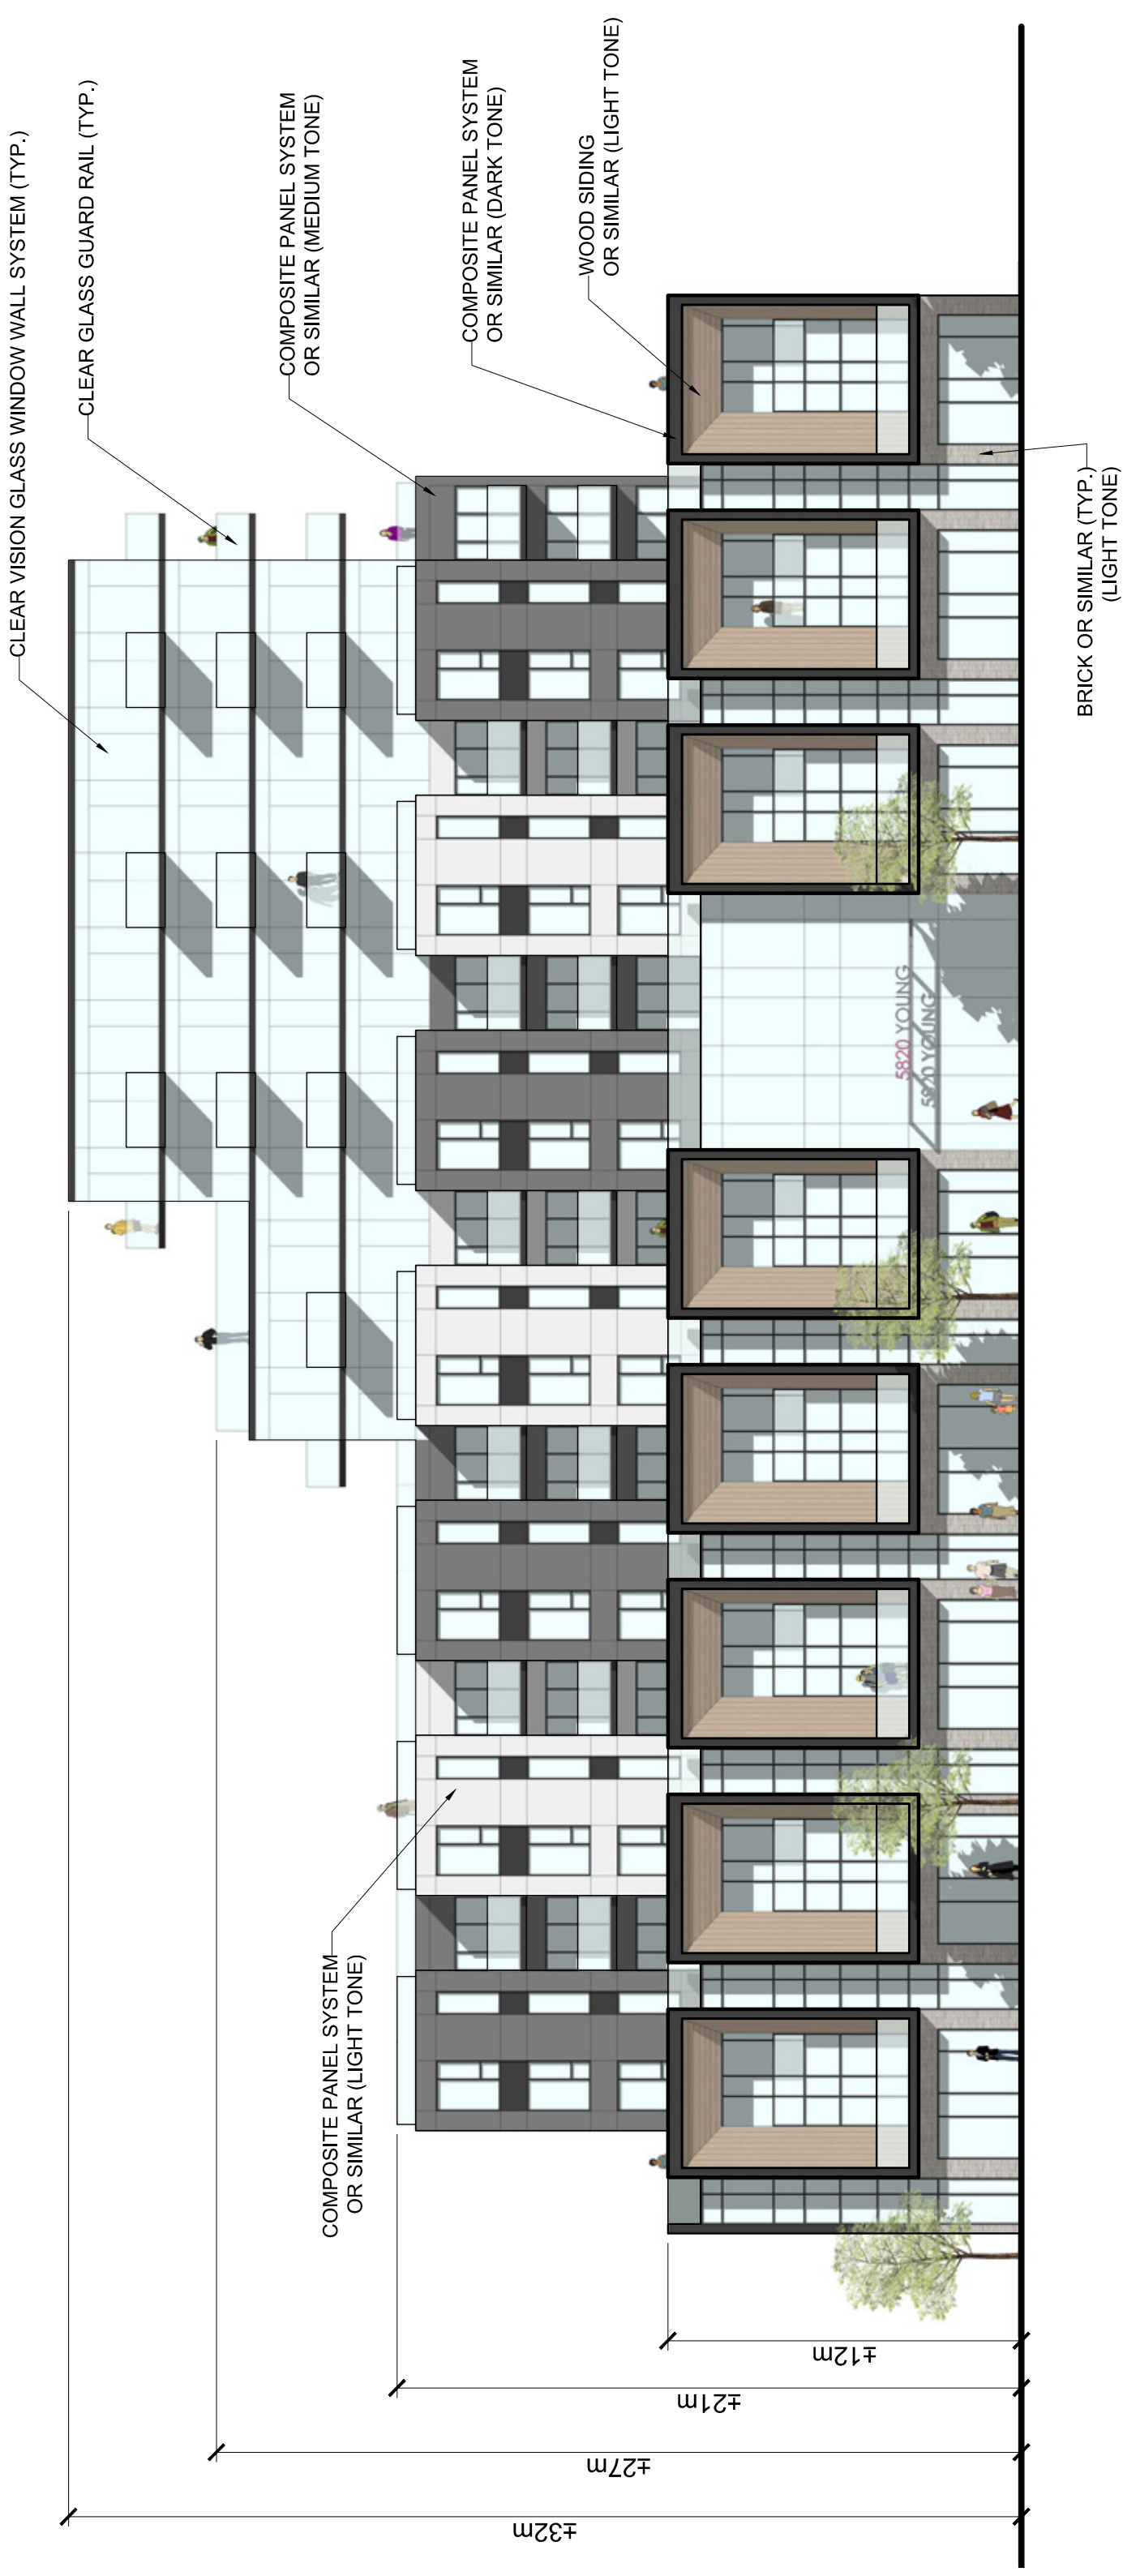 CLEAR VISION GLASS WINDOW WALL SYSTEM (TYP.)
CLEAR GLASS GUARD RAIL (TYP.)
COMPOSITE PANEL SYSTEM
OR SIMILAR (MEDIUM TONE)
COMPOSITE PANEL SYSTEM
OR SIMILAR (DARK TONE)
WOOD SIDING
OR SIMILAR (LIGHT TONE)
COMPOSITE PANEL SYSTEM
OR SIMILAR (LIGHT TONE)
5820 YOUNG
5820 YOUNG
BRICK OR SIMILAR (TYP.)
(LIGHT TONE)
±32m
±27m
±21m
±12m